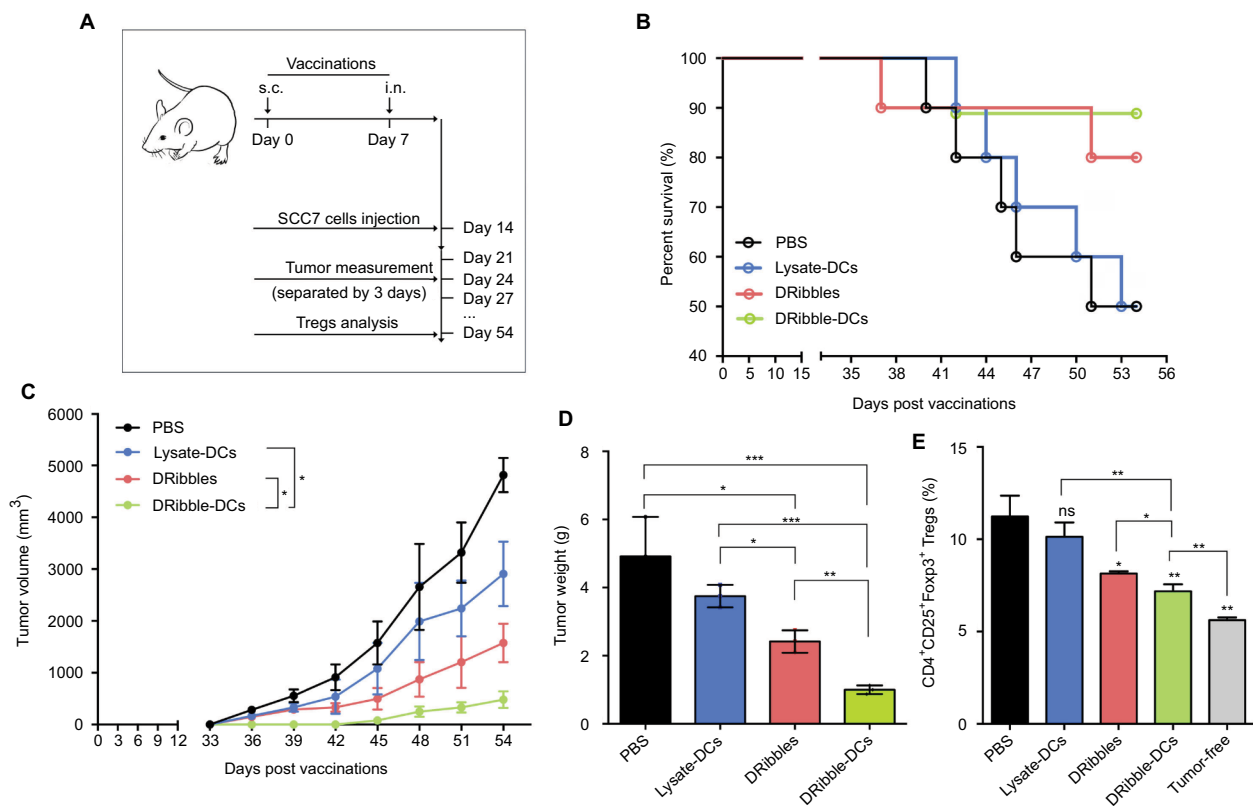 A
Vaccinations
s.c.
i.n.
Day 0
Day 7
SCC7 cells injection
Day 14
Day 21
Tumor measurement
Day 24
(separated by 3 days)
Day 27
...
Tregs analysis
Day 54
B
Percent survival (%)
100
90
80
70
60
50
40
PBS
Lysate-DCs
DRibbles
DRibble-DCs
0 5 10 15 35 38 41 44 47 50 53 56
Days post vaccinations
C
Tumor volume (mm³)
6000
5000
4000
3000
2000
1000
0
PBS
Lysate-DCs
DRibbles
DRibble-DCs
*
*
0 3 6 9 12 33 36 39 42 45 48 51 54
Days post vaccinations
D
Tumor weight (g)
8
6
4
2
0
***
*
***
*
**
PBS
Lysate-DCs
DRibbles
DRibble-DCs
E
CD4⁺CD25⁺Foxp3⁺ Tregs (%)
15
10
5
0
**
ns
*
**
*
**
**
PBS
Lysate-DCs
DRibbles
DRibble-DCs
Tumor-free